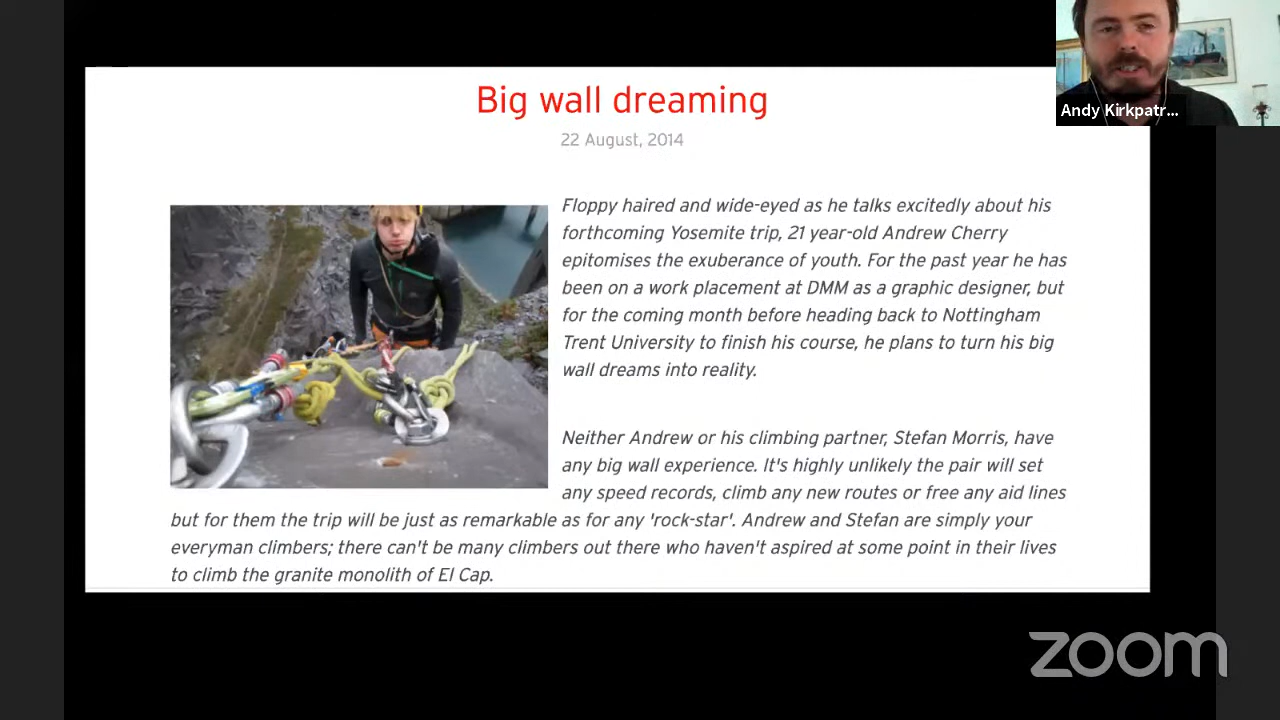 Big wall dreaming
22 August, 2014
Andy Kirkpatr...
Floppy haired and wide-eyed as he talks excitedly about his
forthcoming Yosemite trip, 21 year-old Andrew Cherry
epitomises the exuberance of youth. For the past year he has
been on a work placement at DMM as a graphic designer, but
for the coming month before heading back to Nottingham
Trent University to finish his course, he plans to turn his big
wall dreams into reality.
Neither Andrew or his climbing partner, Stefan Morris, have
any big wall experience. It's highly unlikely the pair will set
any speed records, climb any new routes or free any aid lines
but for them the trip will be just as remarkable as for any 'rock-star'. Andrew and Stefan are simply your
everyman climbers; there can't be many climbers out there who haven't aspired at some point in their lives
to climb the granite monolith of El Cap.
zoom